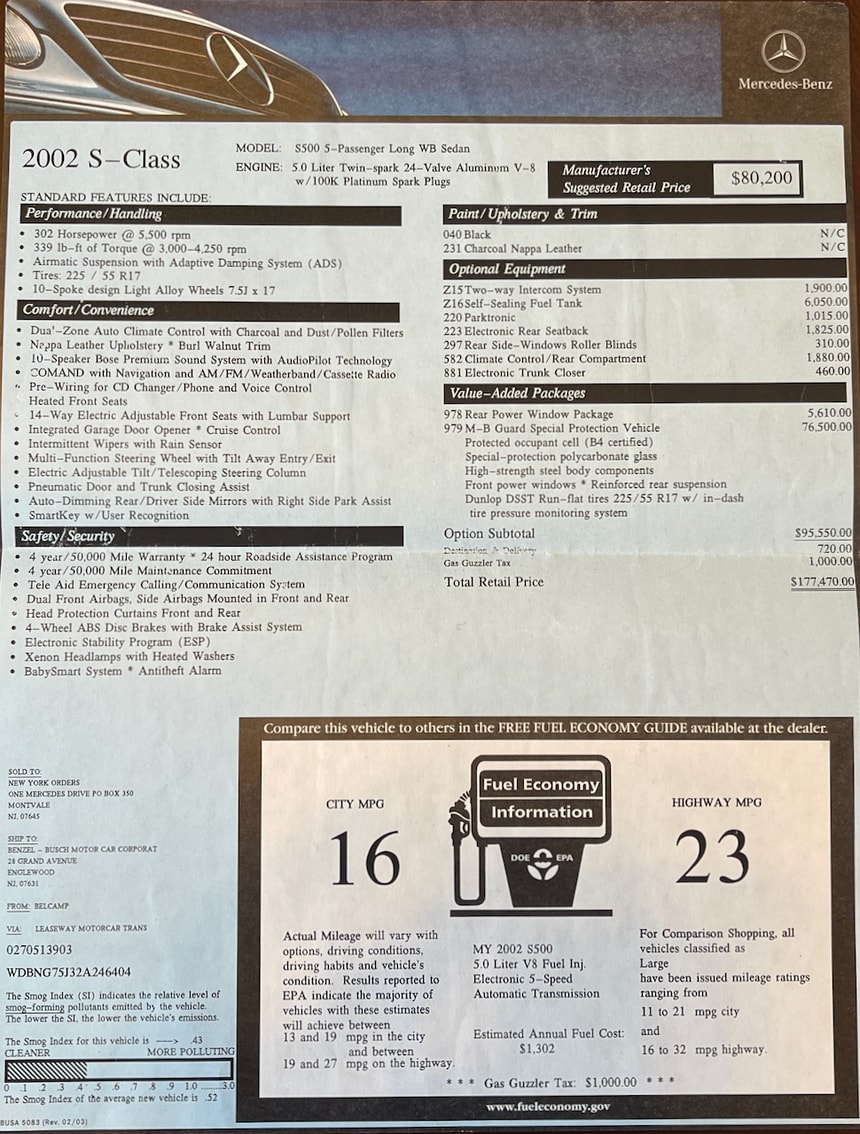 Mercedes-Benz
2002 S-Class
MODEL: S500 5-Passenger Long WB Sedan
ENGINE: 5.0 Liter Twin-spark 24-Valve Aluminum V-8
w/100K Platinum Spark Plugs
Manufacturer's
Suggested Retail Price
$80,200
STANDARD FEATURES INCLUDE:
Performance/Handling
• 302 Horsepower @ 5,500 rpm
• 339 lb-ft of Torque @ 3,000-4,250 rpm
• Airmatic Suspension with Adaptive Damping System (ADS)
• Tires: 225 / 55 R17
• 10-Spoke design Light Alloy Wheels 7.5J x 17
Comfort/Convenience
• Dual-Zone Auto Climate Control with Charcoal and Dust/Pollen Filters
• Nappa Leather Upholstery * Burl Walnut Trim
• 10-Speaker Bose Premium Sound System with AudioPilot Technology
• COMAND with Navigation and AM/FM/Weatherband/Cassette Radio
• Pre-Wiring for CD Changer/Phone and Voice Control
Heated Front Seats
• 14-Way Electric Adjustable Front Seats with Lumbar Support
• Integrated Garage Door Opener * Cruise Control
• Intermittent Wipers with Rain Sensor
• Multi-Function Steering Wheel with Tilt Away Entry/Exit
• Electric Adjustable Tilt/Telescoping Steering Column
• Pneumatic Door and Trunk Closing Assist
• Auto-Dimming Rear/Driver Side Mirrors with Right Side Park Assist
• SmartKey w/User Recognition
Safety/Security
• 4 year/50,000 Mile Warranty * 24 hour Roadside Assistance Program
• 4 year/50,000 Mile Maintenance Commitment
• Tele Aid Emergency Calling/Communication System
• Dual Front Airbags, Side Airbags Mounted in Front and Rear
• Head Protection Curtains Front and Rear
• 4-Wheel ABS Disc Brakes with Brake Assist System
• Electronic Stability Program (ESP)
• Xenon Headlamps with Heated Washers
• BabySmart System * Antitheft Alarm
Paint/Upholstery & Trim
040 Black N/C
231 Charcoal Nappa Leather N/C
Optional Equipment
Z15 Two-way Intercom System 1,900.00
Z16 Self-Sealing Fuel Tank 6,050.00
220 Parktronic 1,015.00
223 Electronic Rear Seatback 1,825.00
297 Rear Side-Windows Roller Blinds 310.00
582 Climate Control/Rear Compartment 1,880.00
881 Electronic Trunk Closer 460.00
Value-Added Packages
978 Rear Power Window Package 5,610.00
979 M-B Guard Special Protection Vehicle 76,500.00
Protected occupant cell (B4 certified)
Special-protection polycarbonate glass
High-strength steel body components
Front power windows * Reinforced rear suspension
Dunlop DSST Run-flat tires 225/55 R17 w/ in-dash
tire pressure monitoring system
Option Subtotal $95,550.00
Destination & Delivery 720.00
Gas Guzzler Tax 1,000.00
Total Retail Price $177,470.00
SOLD TO:
NEW YORK ORDERS
ONE MERCEDES DRIVE PO BOX 350
MONTVALE
NJ, 07645
SHIP TO:
BENZEL - BUSCH MOTOR CAR CORPORAT
28 GRAND AVENUE
ENGLEWOOD
NJ, 07631
FROM: BELCAMP
VIA: LEASEWAY MOTORCAR TRANS
0270513903
WDBNG75J32A246404
The Smog Index (SI) indicates the relative level of
smog-forming pollutants emitted by the vehicle.
The lower the SI, the lower the vehicle's emissions.
The Smog Index for this vehicle is ---> .43
CLEANER MORE POLLUTING
0 .1 .2 .3 .4 .5 .6 .7 .8 .9 1.0 ........3.0
The Smog Index of the average new vehicle is .52
BUSA 5083 (Rev. 02/03)
Compare this vehicle to others in the FREE FUEL ECONOMY GUIDE available at the dealer.
CITY MPG
16
Fuel Economy
Information
DOE EPA
HIGHWAY MPG
23
Actual Mileage will vary with
options, driving conditions,
driving habits and vehicle's
condition. Results reported to
EPA indicate the majority of
vehicles with these estimates
will achieve between
13 and 19 mpg in the city
and between
19 and 27 mpg on the highway.
MY 2002 S500
5.0 Liter V8 Fuel Inj.
Electronic 5-Speed
Automatic Transmission
Estimated Annual Fuel Cost:
$1,302
For Comparison Shopping, all
vehicles classified as
Large
have been issued mileage ratings
ranging from
11 to 21 mpg city
and
16 to 32 mpg highway.
* * * Gas Guzzler Tax: $1,000.00 * * *
www.fueleconomy.gov